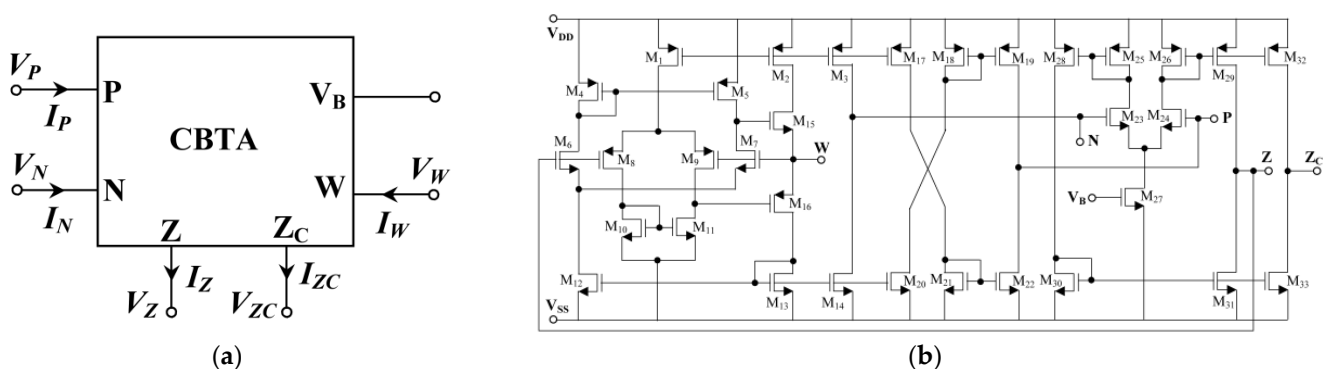 V_P
I_P
P
V_B
CBTA
V_N
I_N
N
W
V_W
I_W
Z
Z_C
I_Z
I_ZC
V_Z
V_ZC
(a)
V_DD
M_1
M_2
M_3
M_17
M_18
M_19
M_28
M_25
M_26
M_29
M_32
M_4
M_5
M_15
M_23
M_24
P
N
M_6
M_8
M_9
M_7
W
Z
Z_C
M_16
V_B
M_27
M_10
M_11
M_12
M_13
M_14
M_20
M_21
M_22
M_30
M_31
M_33
V_SS
(b)